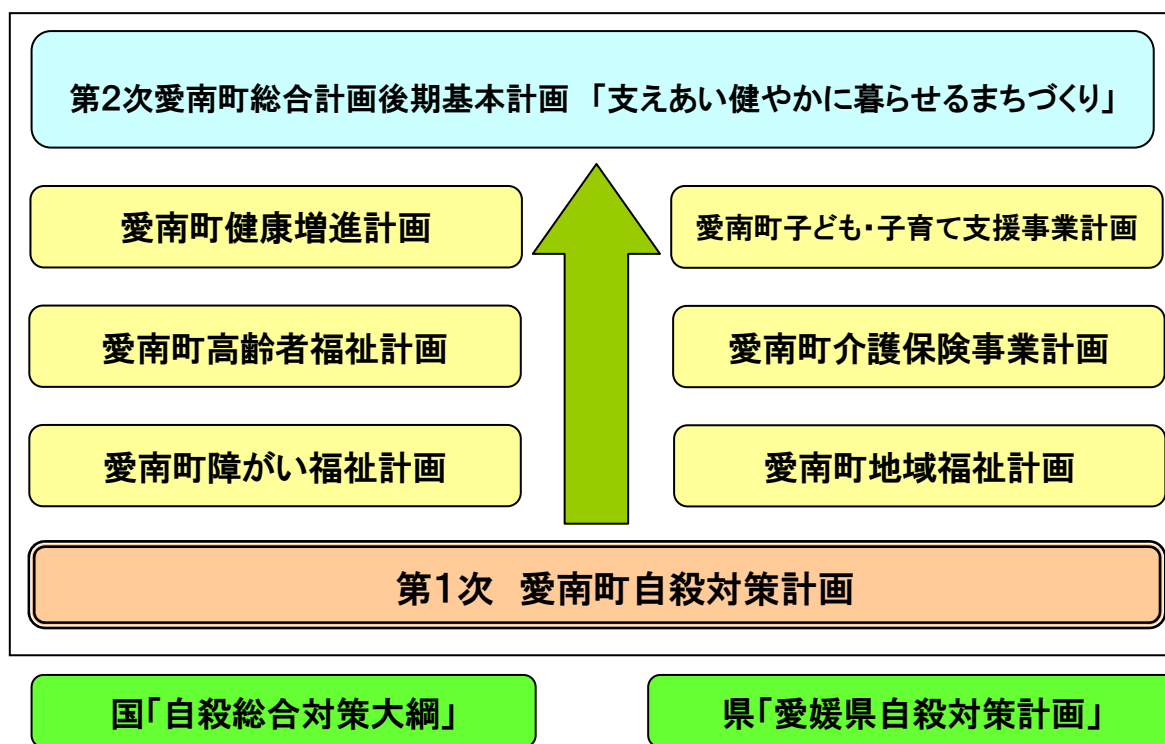 第2次愛南町総合計画後期基本計画 「支えあい健やかに暮らせるまちづくり」
愛南町健康増進計画
愛南町子ども・子育て支援事業計画
愛南町高齢者福祉計画
愛南町介護保険事業計画
愛南町障がい福祉計画
愛南町地域福祉計画
第1次 愛南町自殺対策計画
国「自殺総合対策大綱」
県「愛媛県自殺対策計画」